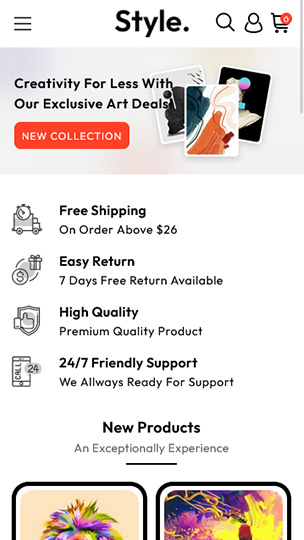 Style.
0
Creativity For Less With
Our Exclusive Art Deals!
NEW COLLECTION
Free Shipping
On Order Above $26
Easy Return
7 Days Free Return Available
High Quality
Premium Quality Product
CALL
24
24/7 Friendly Support
We Allways Ready For Support
New Products
An Exceptionally Experience